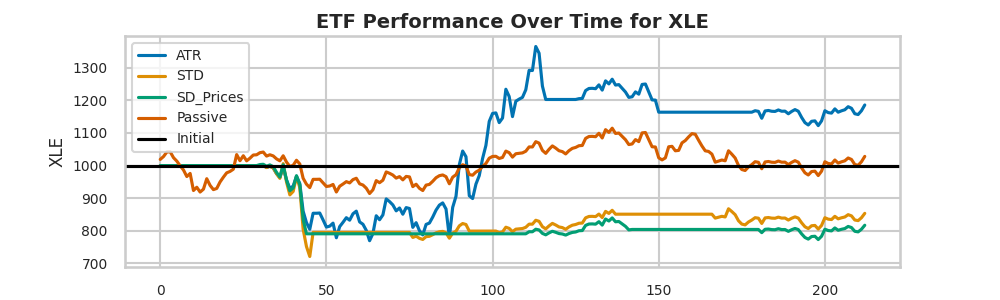 ETF Performance Over Time for XLE
XLE
1300
1200
1100
1000
900
800
700
ATR
STD
SD_Prices
Passive
Initial
0
50
100
150
200